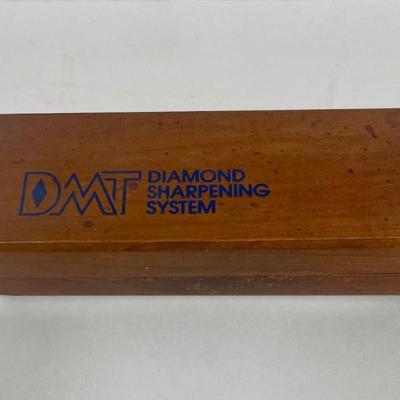 DMT® DIAMOND
SHARPENING
SYSTEM™